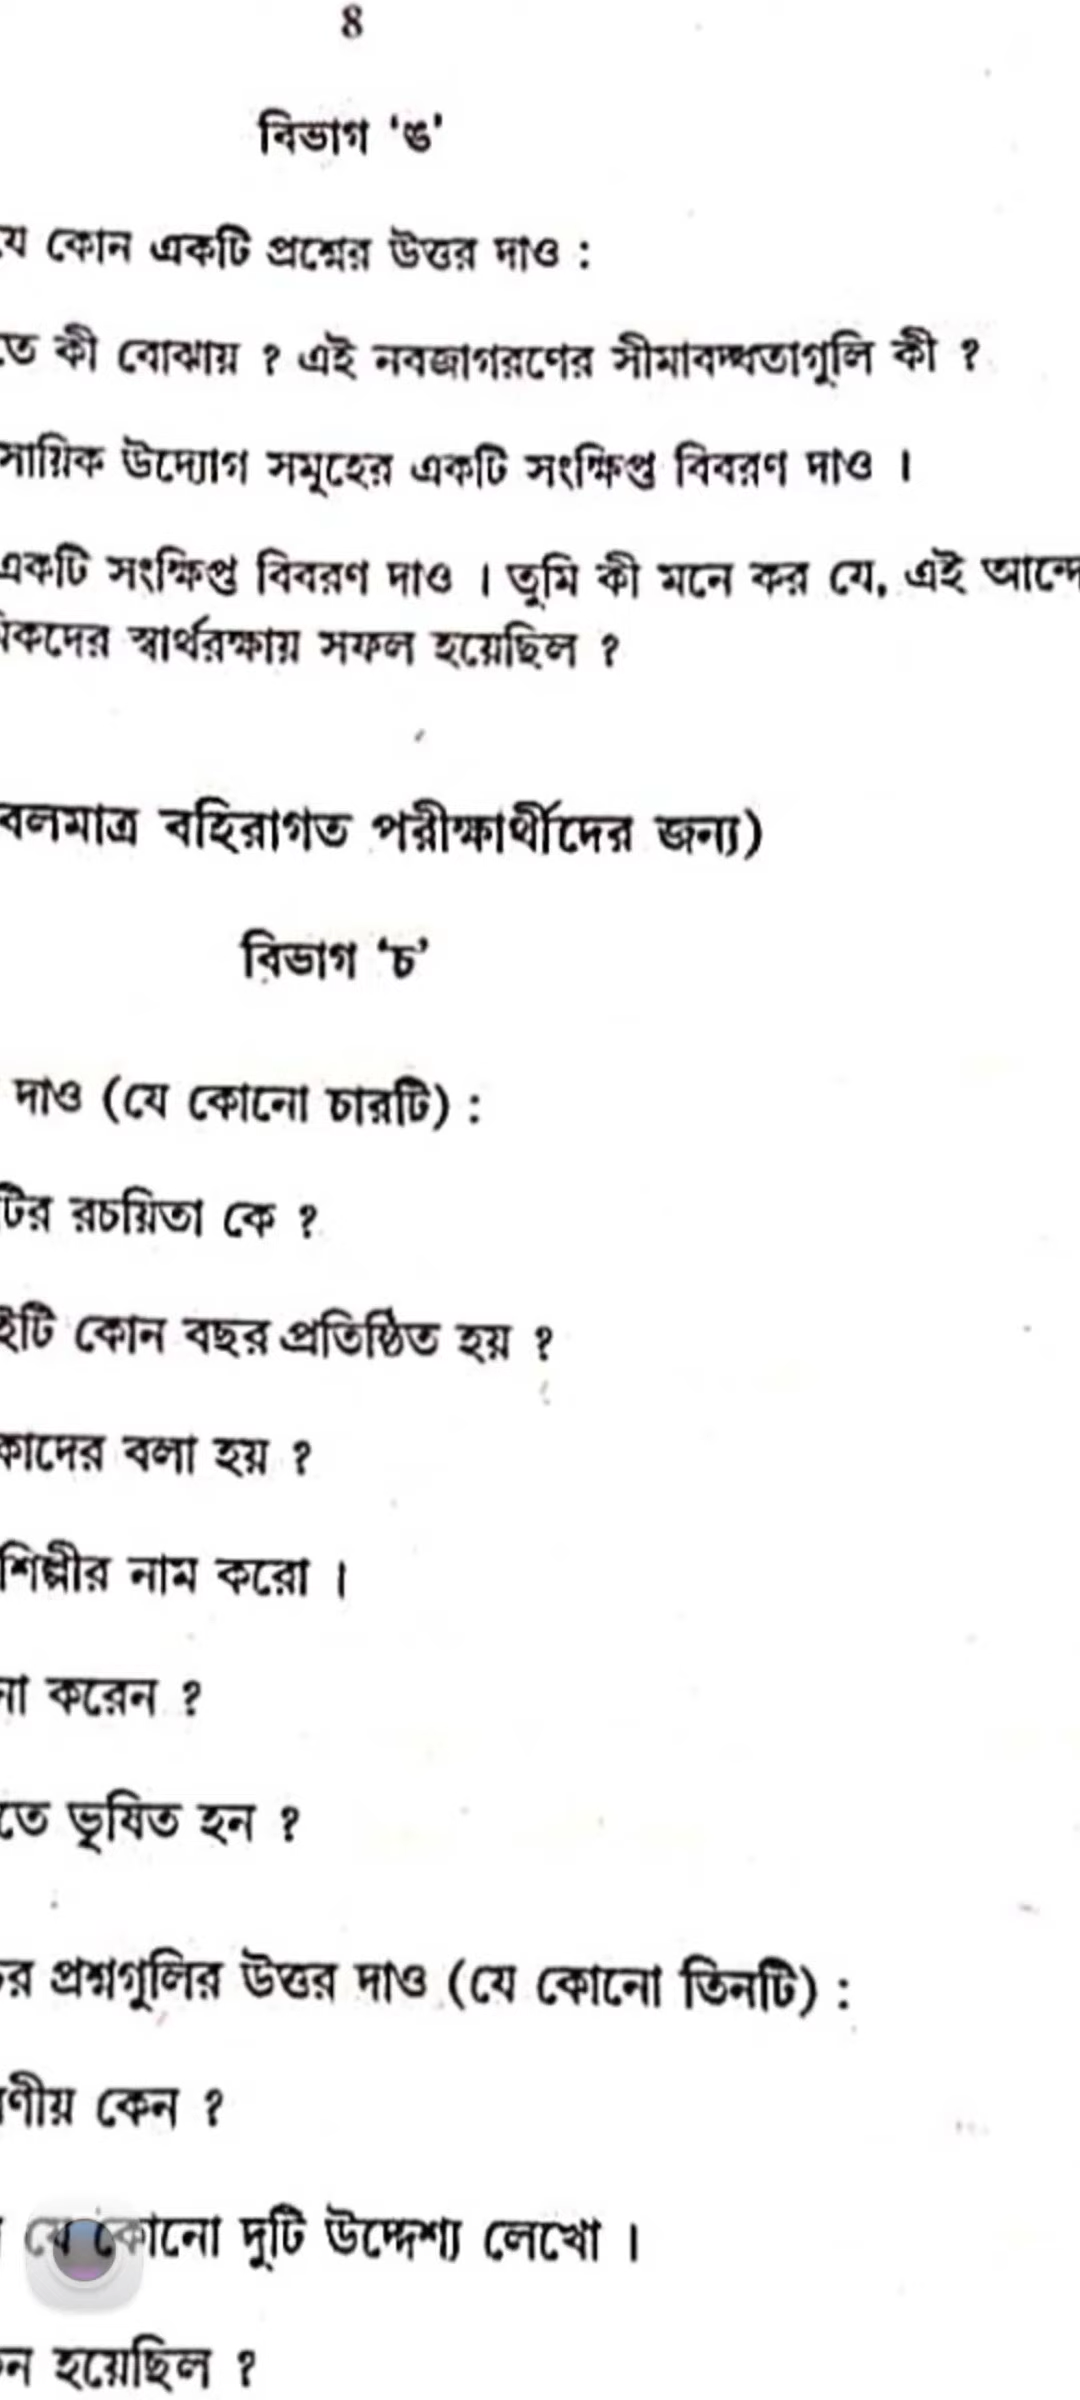 8
বিভাগ ‘ঙ’
যে কোন একটি প্রশ্নের উত্তর দাও :
তে কী বোঝায় ? এই নবজাগরণের সীমাবদ্ধতাগুলি কী ?
সায়িক উদ্যোগ সমূহের একটি সংক্ষিপ্ত বিবরণ দাও ।
একটি সংক্ষিপ্ত বিবরণ দাও । তুমি কী মনে কর যে, এই আন্দো
কদের স্বার্থরক্ষায় সফল হয়েছিল ?
বলমাত্র বহিরাগত পরীক্ষার্থীদের জন্য)
বিভাগ ‘চ’
দাও (যে কোনো চারটি) :
টির রচয়িতা কে ?
ইটি কোন বছর প্রতিষ্ঠিত হয় ?
কাদের বলা হয় ?
শিল্পীর নাম করো ।
না করেন ?
তে ভূষিত হন ?
র প্রশ্নগুলির উত্তর দাও (যে কোনো তিনটি) :
ণীয় কেন ?
যে কোনো দুটি উদ্দেশ্য লেখো ।
ন হয়েছিল ?